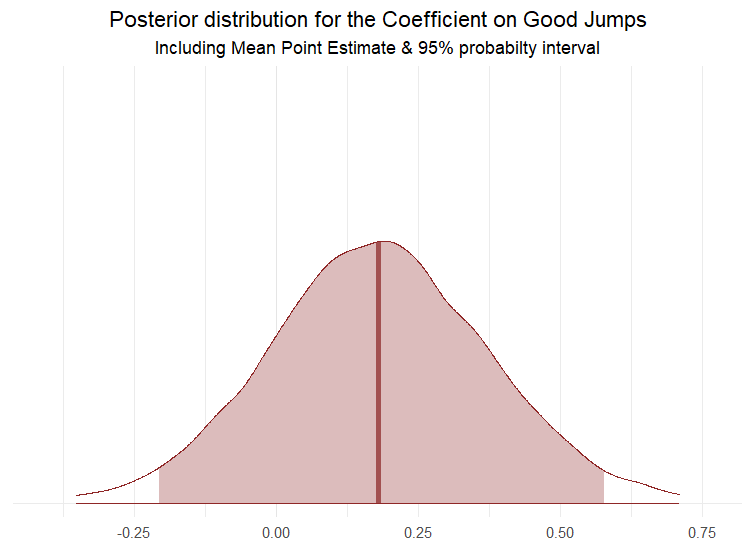 Posterior distribution for the Coefficient on Good Jumps
Including Mean Point Estimate & 95% probabilty interval
-0.25 0.00 0.25 0.50 0.75